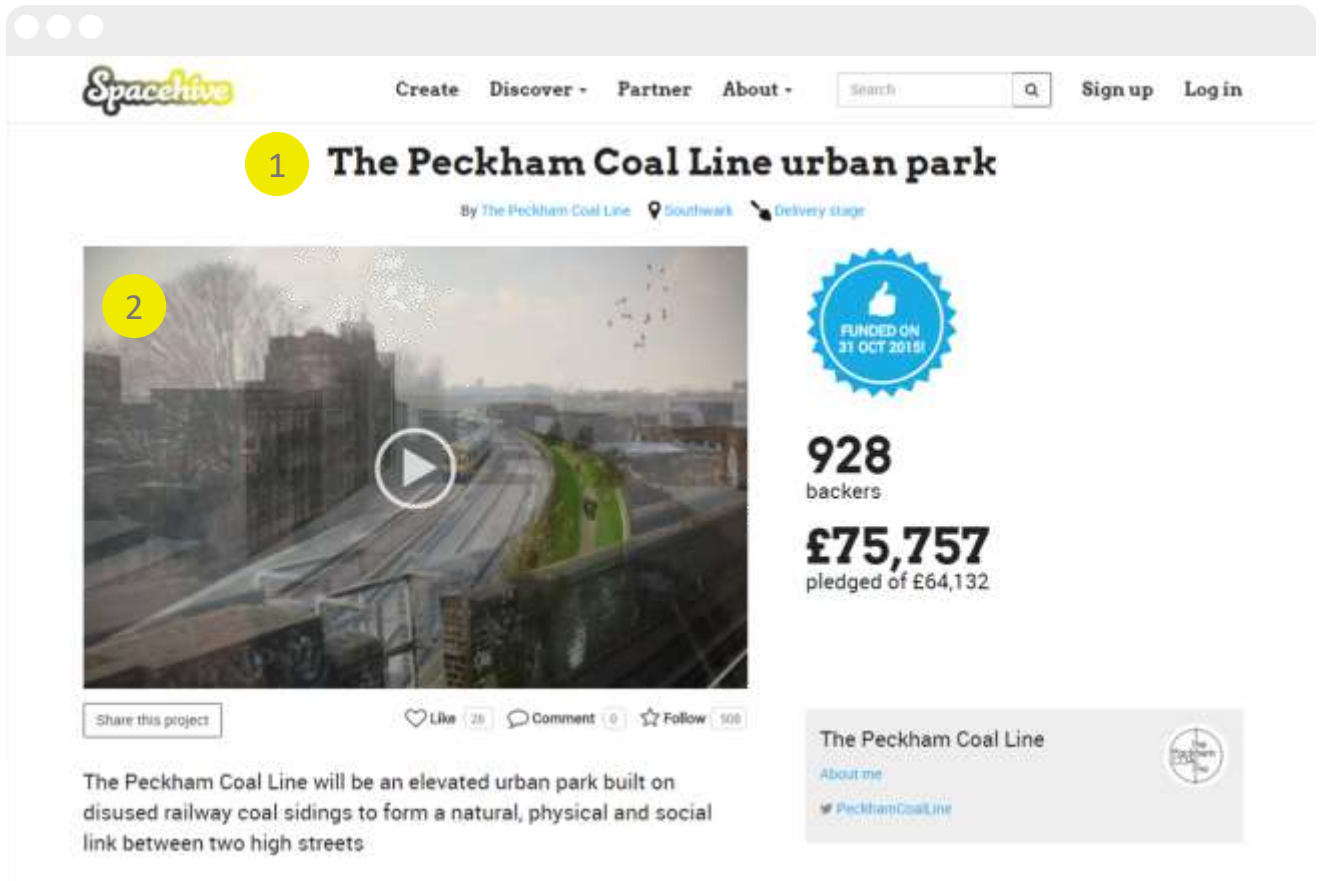 Spacehive
Create Discover Partner About Search Sign up Log in
1 The Peckham Coal Line urban park
By The Peckham Coal Line Southwark Delivery stage
2
FUNDED ON
31 OCT 2015!
928
backers
£75,757
pledged of £64,132
Share this project Like 26 Comment 0 Follow 508
The Peckham Coal Line
About me
PeckhamCoalLine
The Peckham Coal Line will be an elevated urban park built on
disused railway coal sidings to form a natural, physical and social
link between two high streets